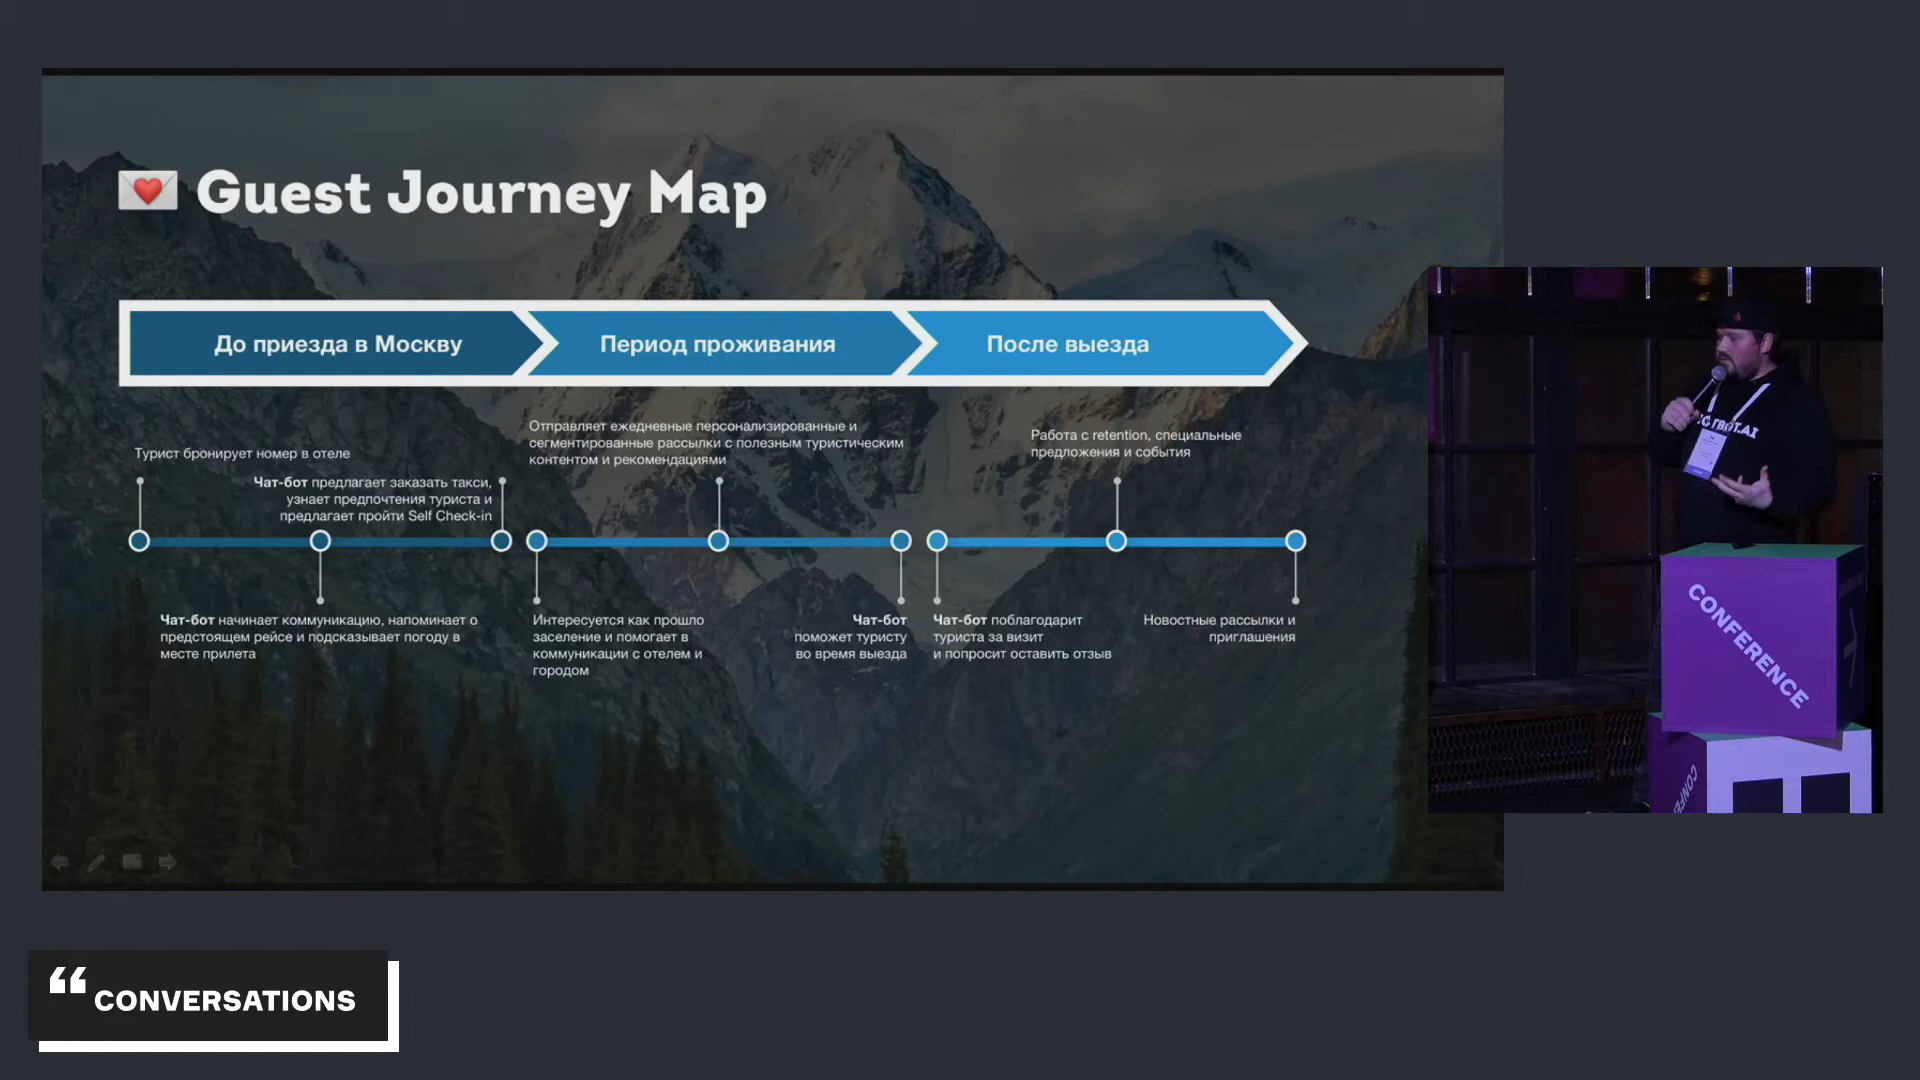 Guest Journey Map
До приезда в Москву
Период проживания
После выезда
Турист бронирует номер в отеле
Чат-бот предлагает заказать такси,
узнает предпочтения туриста и
предлагает пройти Self Check-in
Отправляет ежедневные персонализированные и
сегментированные рассылки с полезным туристическим
контентом и рекомендациями
Работа с retention, специальные
предложения и события
Чат-бот начинает коммуникацию, напоминает о
предстоящем рейсе и подсказывает погоду в
месте прилета
Интересуется как прошло
заселение и помогает в
коммуникации с отелем и
городом
Чат-бот
поможет туристу
во время выезда
Чат-бот поблагодарит
туриста за визит
и попросит оставить отзыв
Новостные рассылки и
приглашения
CONFERENCE
“ CONVERSATIONS